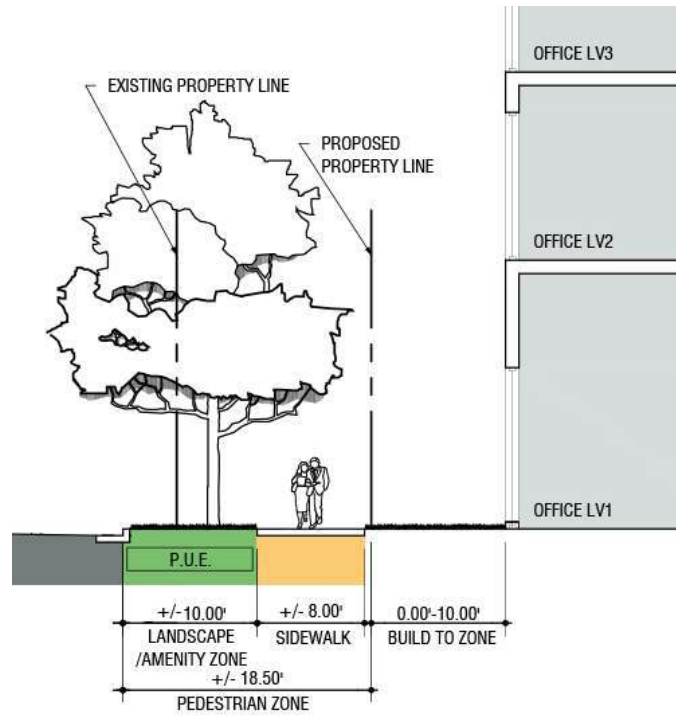 OFFICE LV3
EXISTING PROPERTY LINE
PROPOSED
PROPERTY LINE
OFFICE LV2
OFFICE LV1
P.U.E.
+/-10.00'
+/- 8.00'
0.00'-10.00'
LANDSCAPE
/AMENITY ZONE
SIDEWALK
BUILD TO ZONE
+/- 18.50'
PEDESTRIAN ZONE